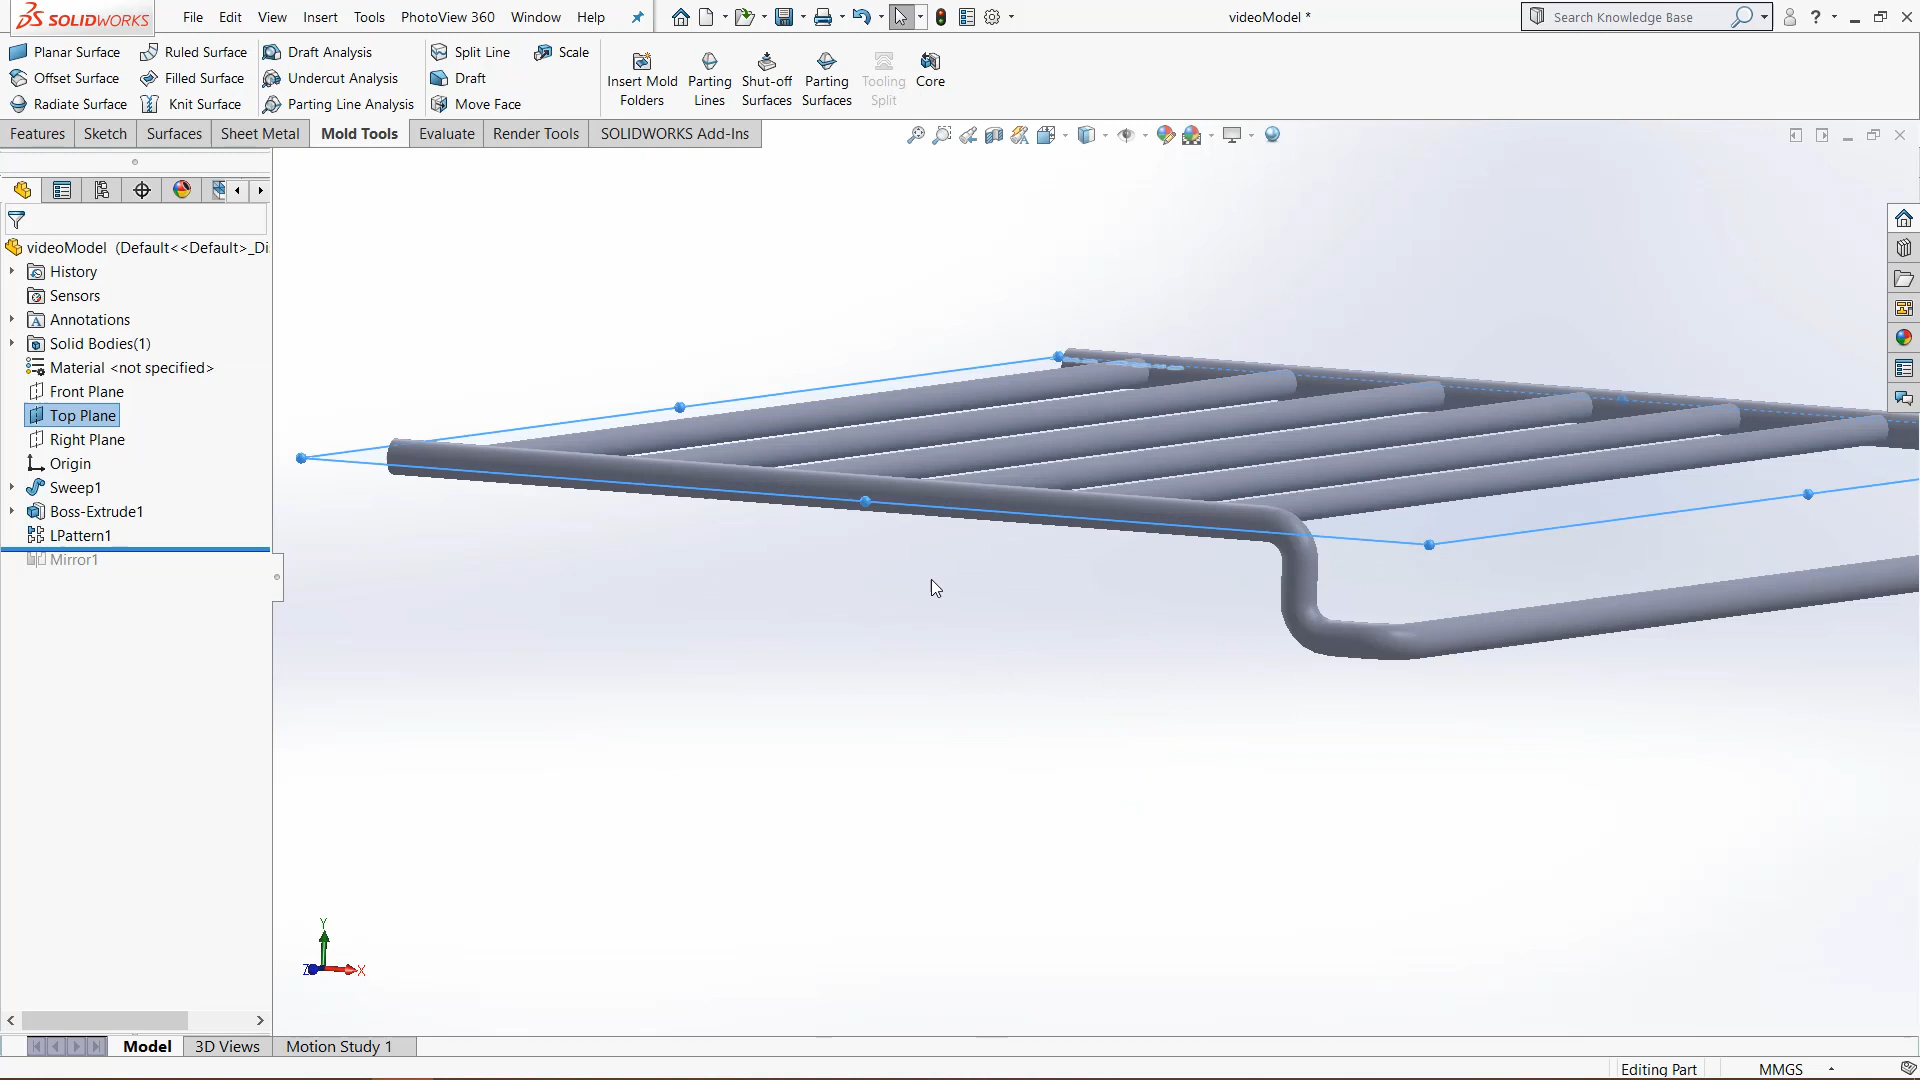 SOLIDWORKS File Edit View Insert Tools PhotoView 360 Window Help videoModel * Search Knowledge Base ?
Planar Surface Ruled Surface Draft Analysis Split Line Scale
Offset Surface Filled Surface Undercut Analysis Draft
Radiate Surface Knit Surface Parting Line Analysis Move Face
Insert Mold Folders
Parting Lines
Shut-off Surfaces
Parting Surfaces
Tooling Split
Core
Features Sketch Surfaces Sheet Metal Mold Tools Evaluate Render Tools SOLIDWORKS Add-Ins
videoModel (Default<<Default>_Di
History
Sensors
Annotations
Solid Bodies(1)
Material <not specified>
Front Plane
Top Plane
Right Plane
Origin
Sweep1
Boss-Extrude1
LPattern1
Mirror1
Y
Z X
Model 3D Views Motion Study 1
Editing Part MMGS